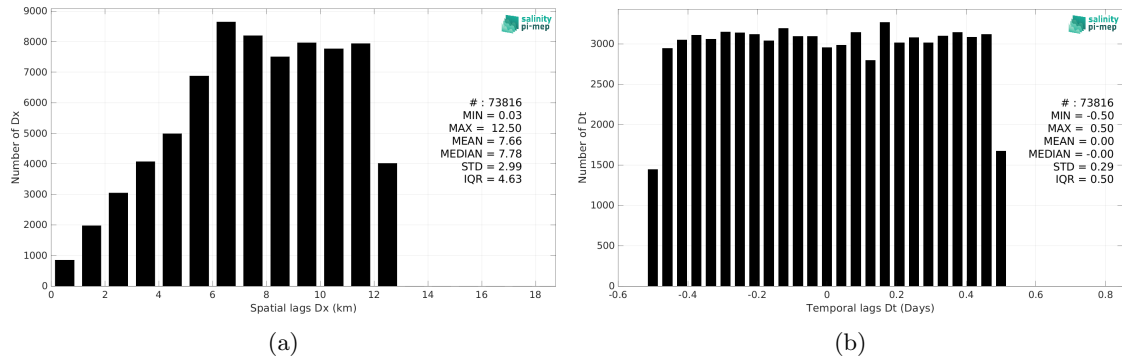 9000
8000
7000
6000
5000
4000
3000
2000
1000
0
Number of Dx
0 2 4 6 8 10 12 14 16 18
Spatial lags Dx (km)
salinity
pi-mep
# : 73816
MIN = 0.03
MAX = 12.50
MEAN = 7.66
MEDIAN = 7.78
STD = 2.99
IQR = 4.63
(a)
3000
2500
2000
1500
1000
500
0
Number of Dt
-0.6 -0.4 -0.2 0 0.2 0.4 0.6 0.8
Temporal lags Dt (Days)
salinity
pi-mep
# : 73816
MIN = -0.50
MAX = 0.50
MEAN = 0.00
MEDIAN = -0.00
STD = 0.29
IQR = 0.50
(b)